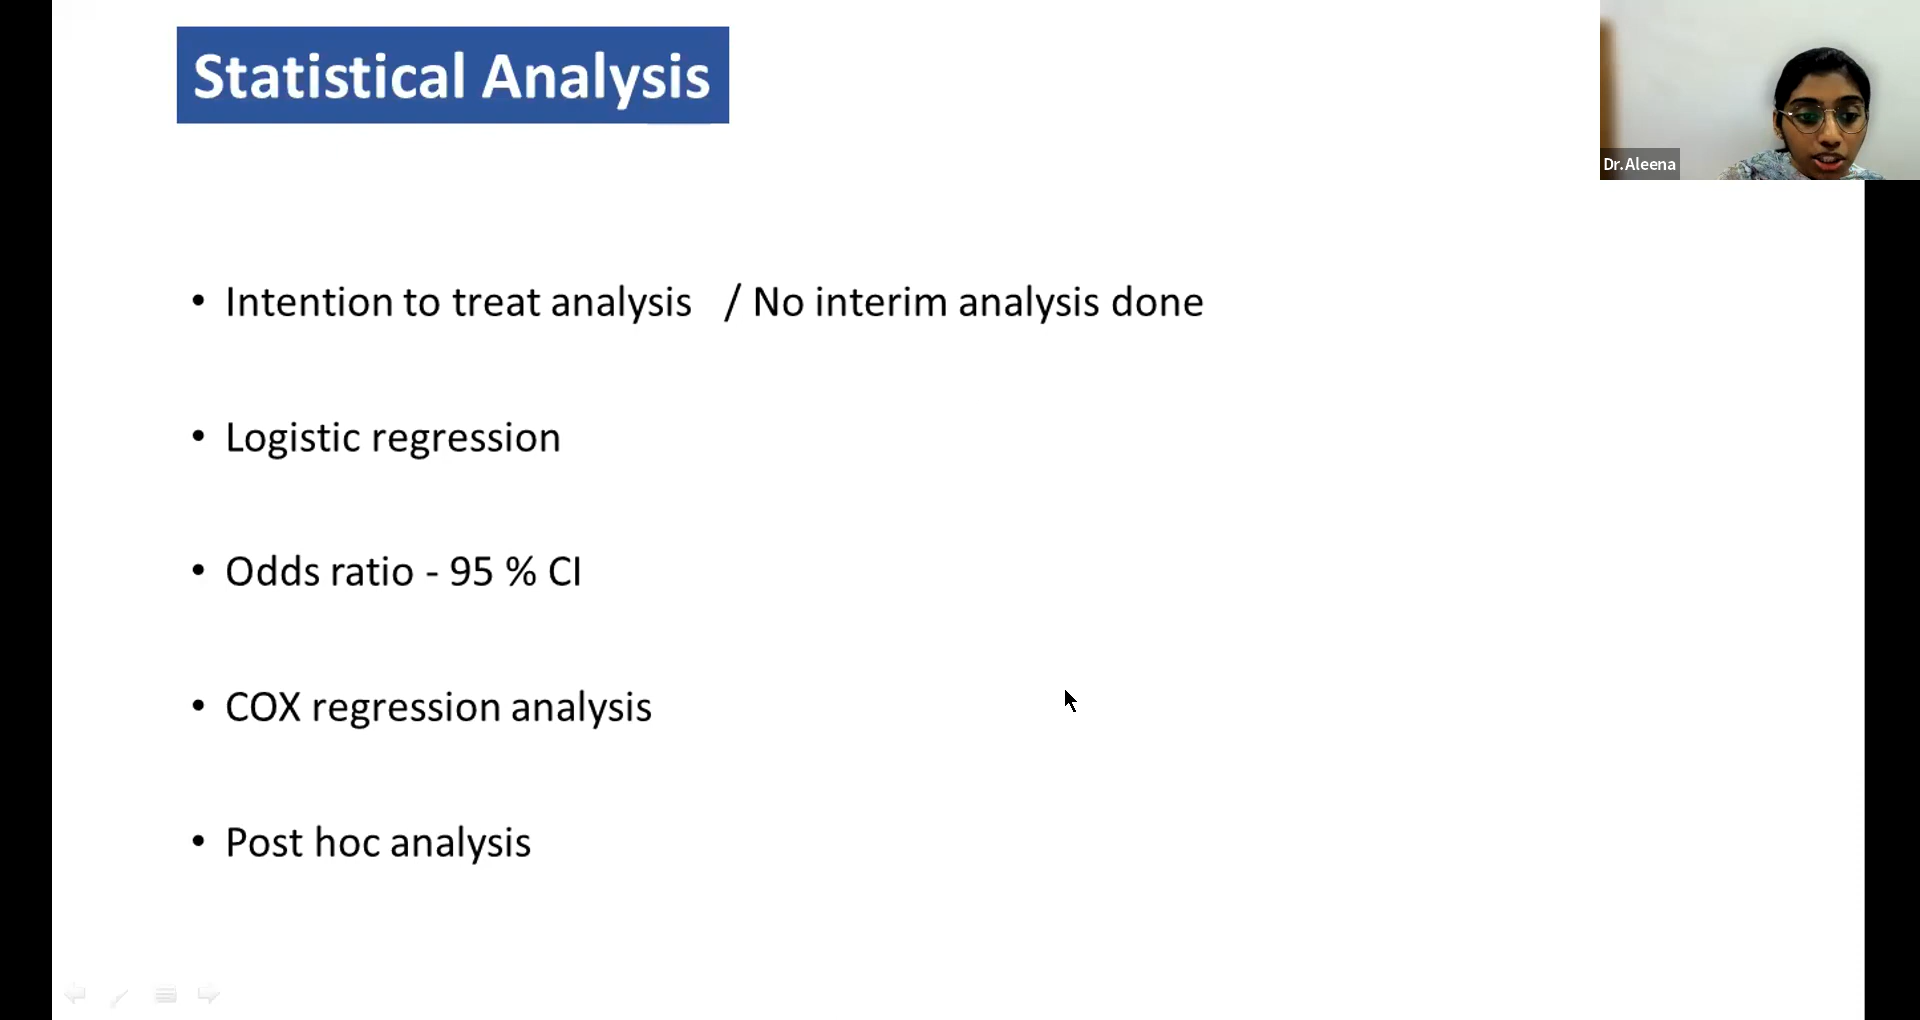 Statistical Analysis
Dr.Aleena
• Intention to treat analysis / No interim analysis done
• Logistic regression
• Odds ratio - 95 % CI
• COX regression analysis
• Post hoc analysis